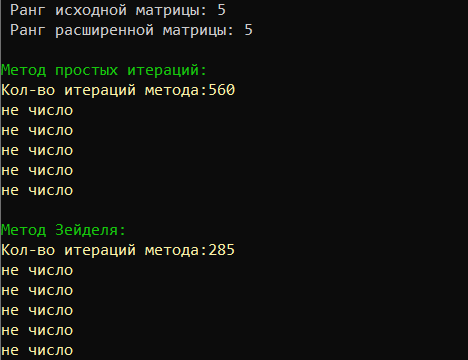 Ранг исходной матрицы: 5
Ранг расширенной матрицы: 5
Метод простых итераций:
Кол-во итераций метода:560
не число
не число
не число
не число
не число
Метод Зейделя:
Кол-во итераций метода:285
не число
не число
не число
не число
не число